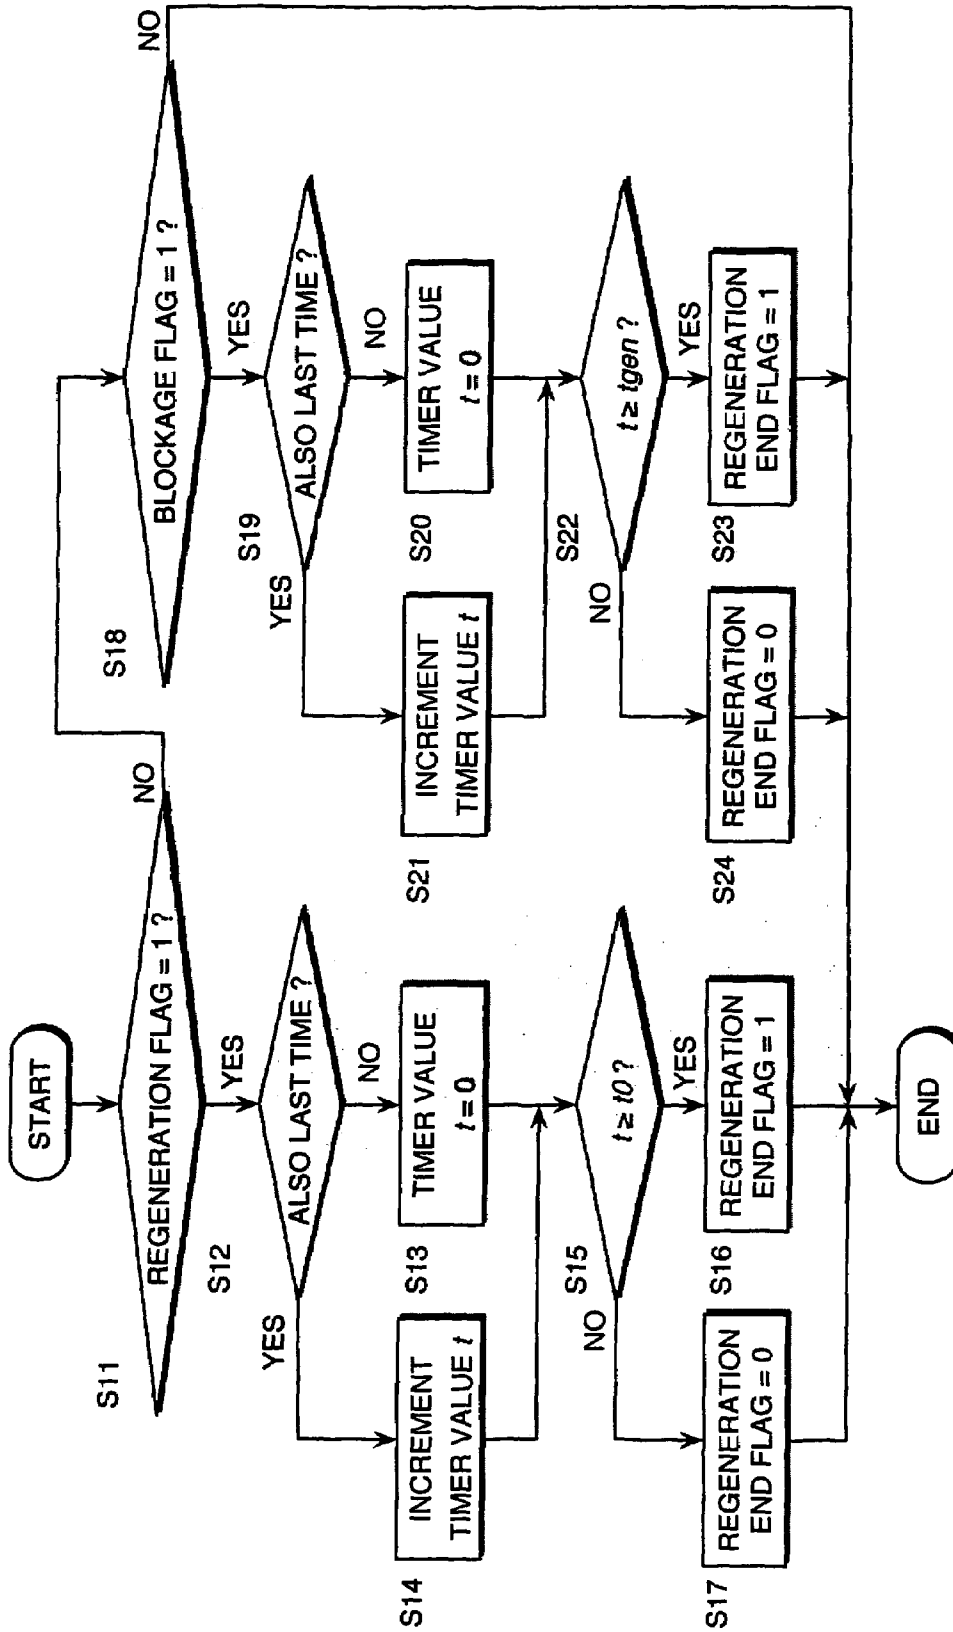 START
S11
REGENERATION FLAG = 1 ?
NO
YES
S12
ALSO LAST TIME ?
YES
NO
S14
INCREMENT
TIMER VALUE t
S13
TIMER VALUE
t = 0
S15
t ≥ t0 ?
NO
YES
S17
REGENERATION
END FLAG = 0
S16
REGENERATION
END FLAG = 1
S18
BLOCKAGE FLAG = 1 ?
NO
YES
S19
ALSO LAST TIME ?
YES
NO
S21
INCREMENT
TIMER VALUE t
S20
TIMER VALUE
t = 0
S22
t ≥ tgen ?
NO
YES
S24
REGENERATION
END FLAG = 0
S23
REGENERATION
END FLAG = 1
END